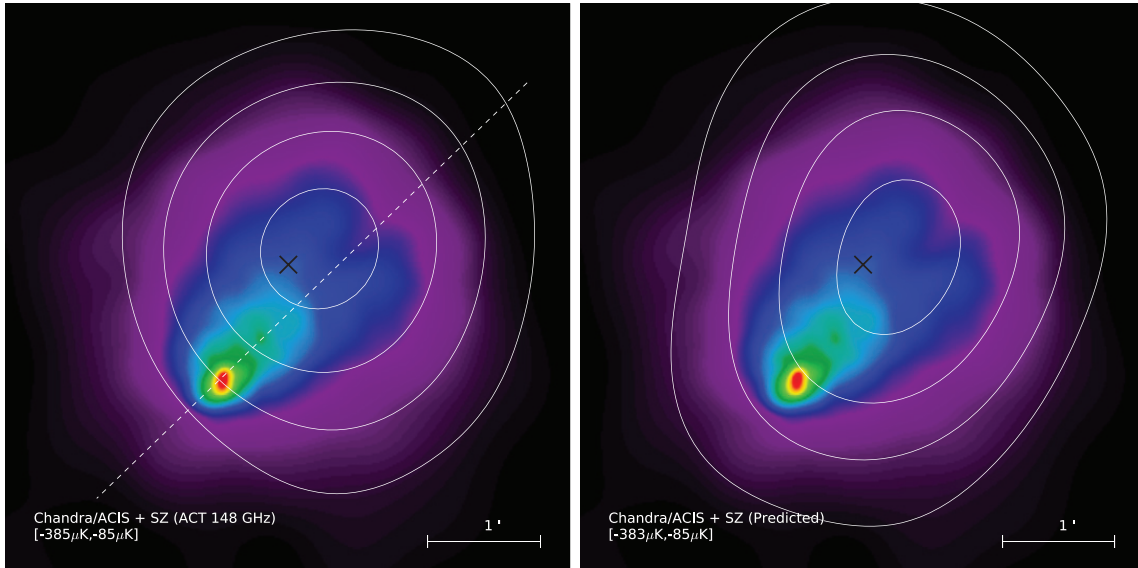 Chandra/ACIS + SZ (ACT 148 GHz)
[-385μK,-85μK]
1 '
Chandra/ACIS + SZ (Predicted)
[-383μK,-85μK]
1 '